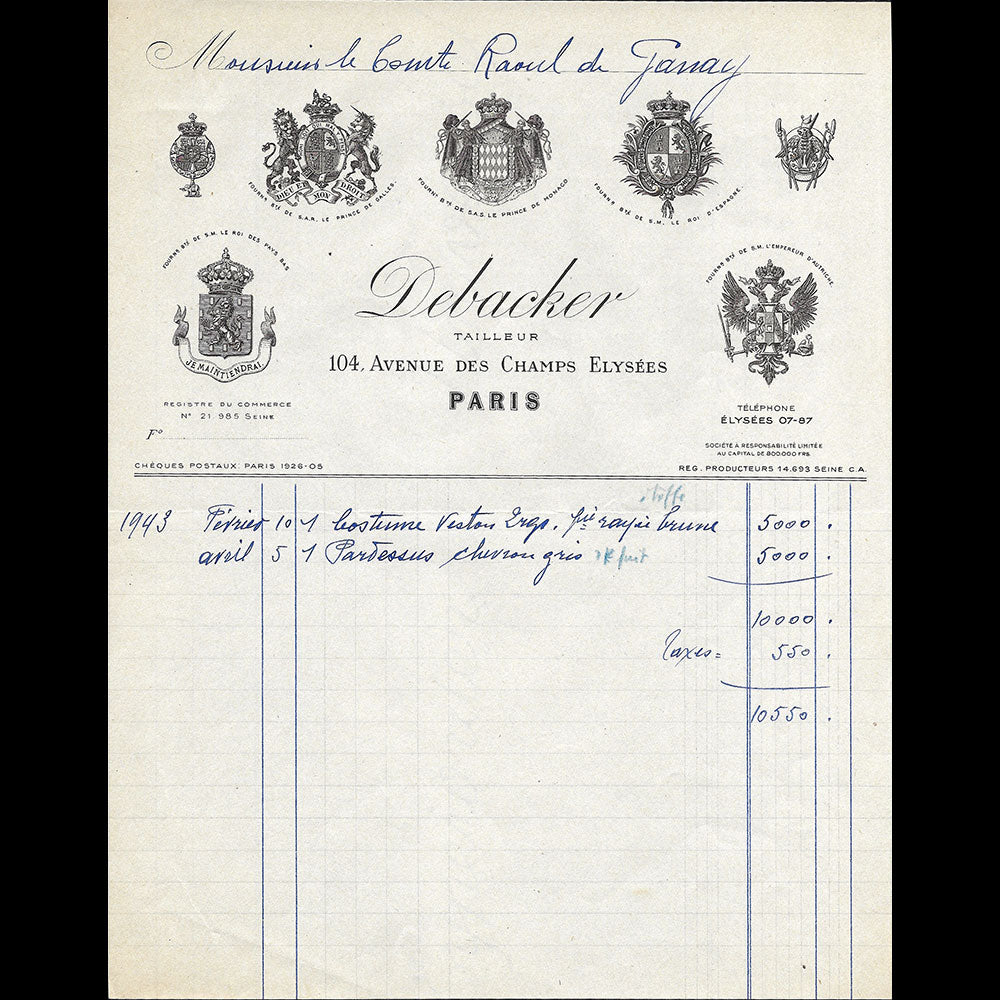 Monsieur le Comte Raoul de Ganay
DIEU ET MON DROIT
FOURNR BTÉ DE S.A.R. LE PRINCE DE GALLES.
FOURNR BTÉ DE S.A.S. LE PRINCE DE MONACO
FOURNR BTÉ DE S.M. LE ROI D'ESPAGNE
FOURNR BTÉ DE S.M. LE ROI DES PAYS BAS
JE MAINTIENDRAI
FOURNR BTÉ DE S.M. L'EMPEREUR D'AUTRICHE
Debacker
TAILLEUR
104, AVENUE DES CHAMPS ELYSÉES
PARIS
REGISTRE DU COMMERCE
N° 21.985 SEINE
F°
TÉLÉPHONE
ÉLYSÉES 07-87
SOCIÉTÉ À RESPONSABILITÉ LIMITÉE
AU CAPITAL DE 800.000 FRS
CHÈQUES POSTAUX: PARIS 1926-05
REG. PRODUCTEURS 14.693 SEINE C.A.
étoffe
1943 Février 10 1 Costume Veston 2rgs. rayée brune 5000.
avril 5 1 Pardessus chevron gris 5000.
10000.
Taxes = 550.
10550.